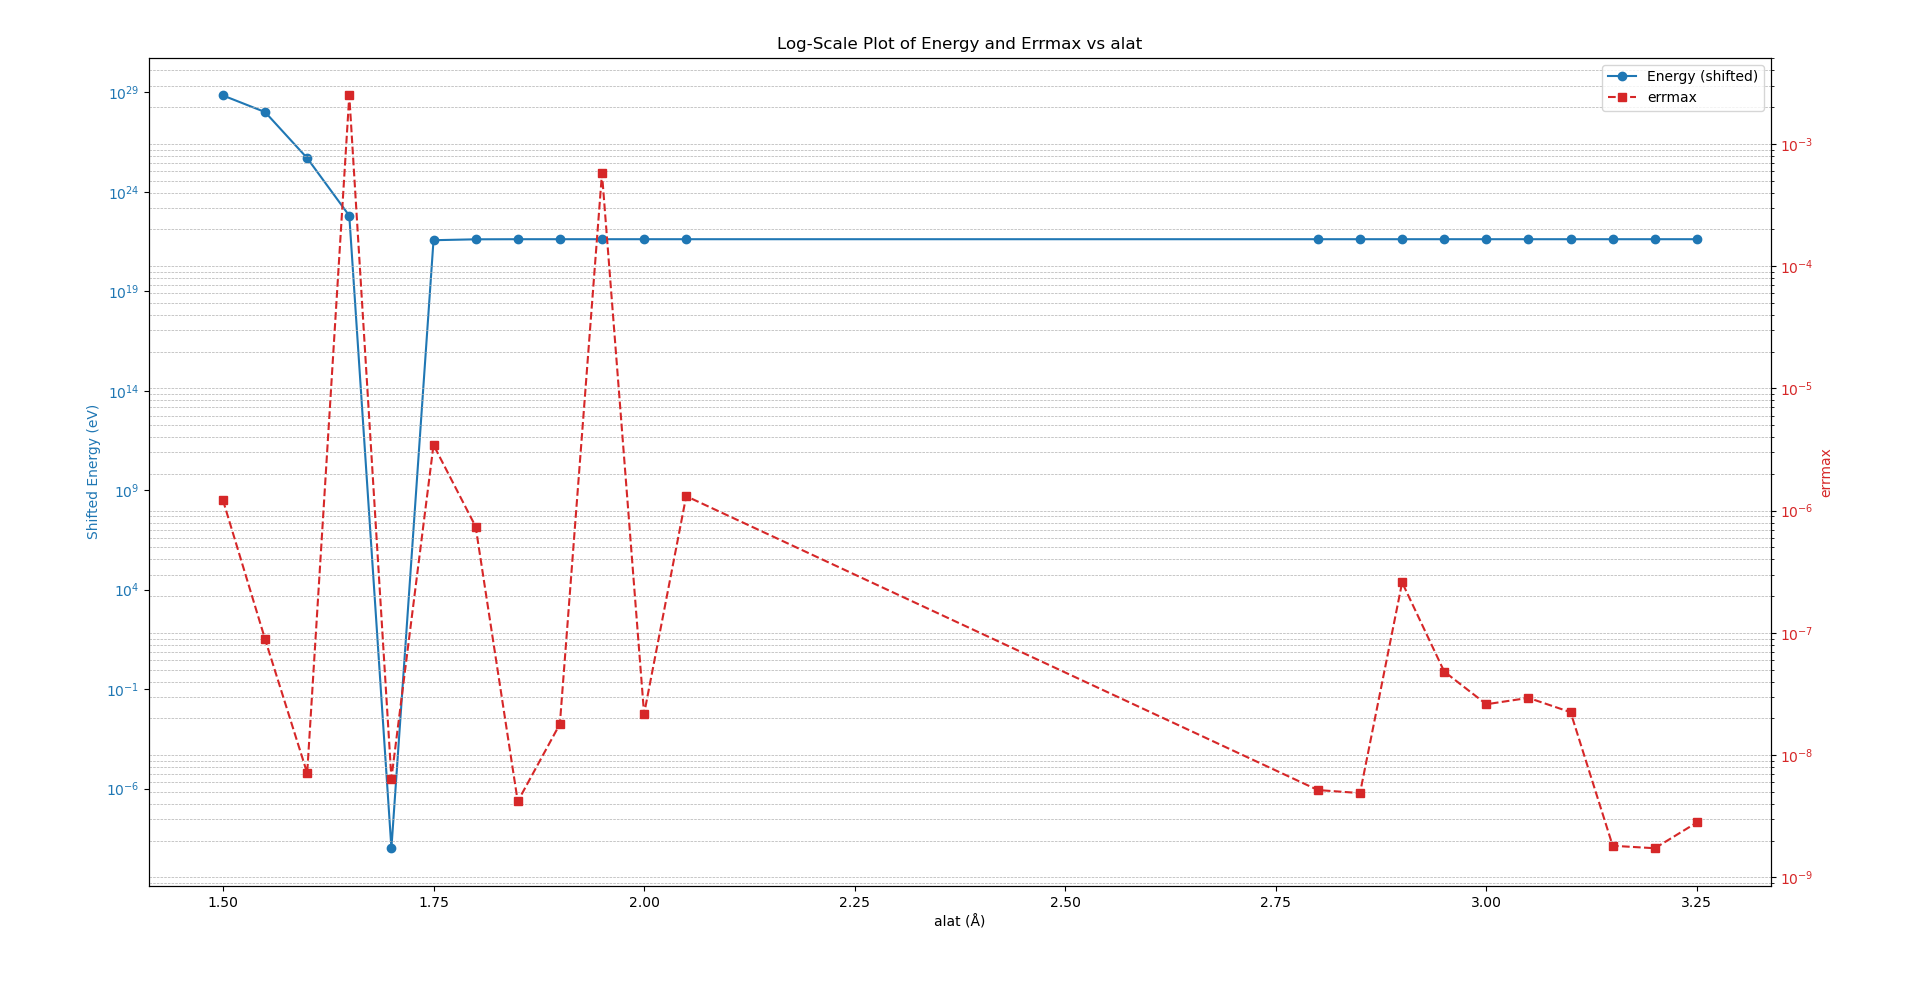 Log-Scale Plot of Energy and Errmax vs alat
Energy (shifted)
errmax
10^29
10^24
10^19
10^14
10^9
10^4
10^-1
10^-6
Shifted Energy (eV)
10^-3
10^-4
10^-5
10^-6
10^-7
10^-8
10^-9
errmax
1.50 1.75 2.00 2.25 2.50 2.75 3.00 3.25
alat (Å)